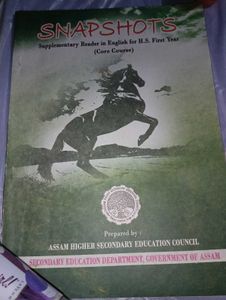 SNAPSHOTS
Supplementary Reader in English for H.S. First Year
(Core Course)
Prepared by :
ASSAM HIGHER SECONDARY EDUCATION COUNCIL
SECONDARY EDUCATION DEPARTMENT, GOVERNMENT OF ASSAM